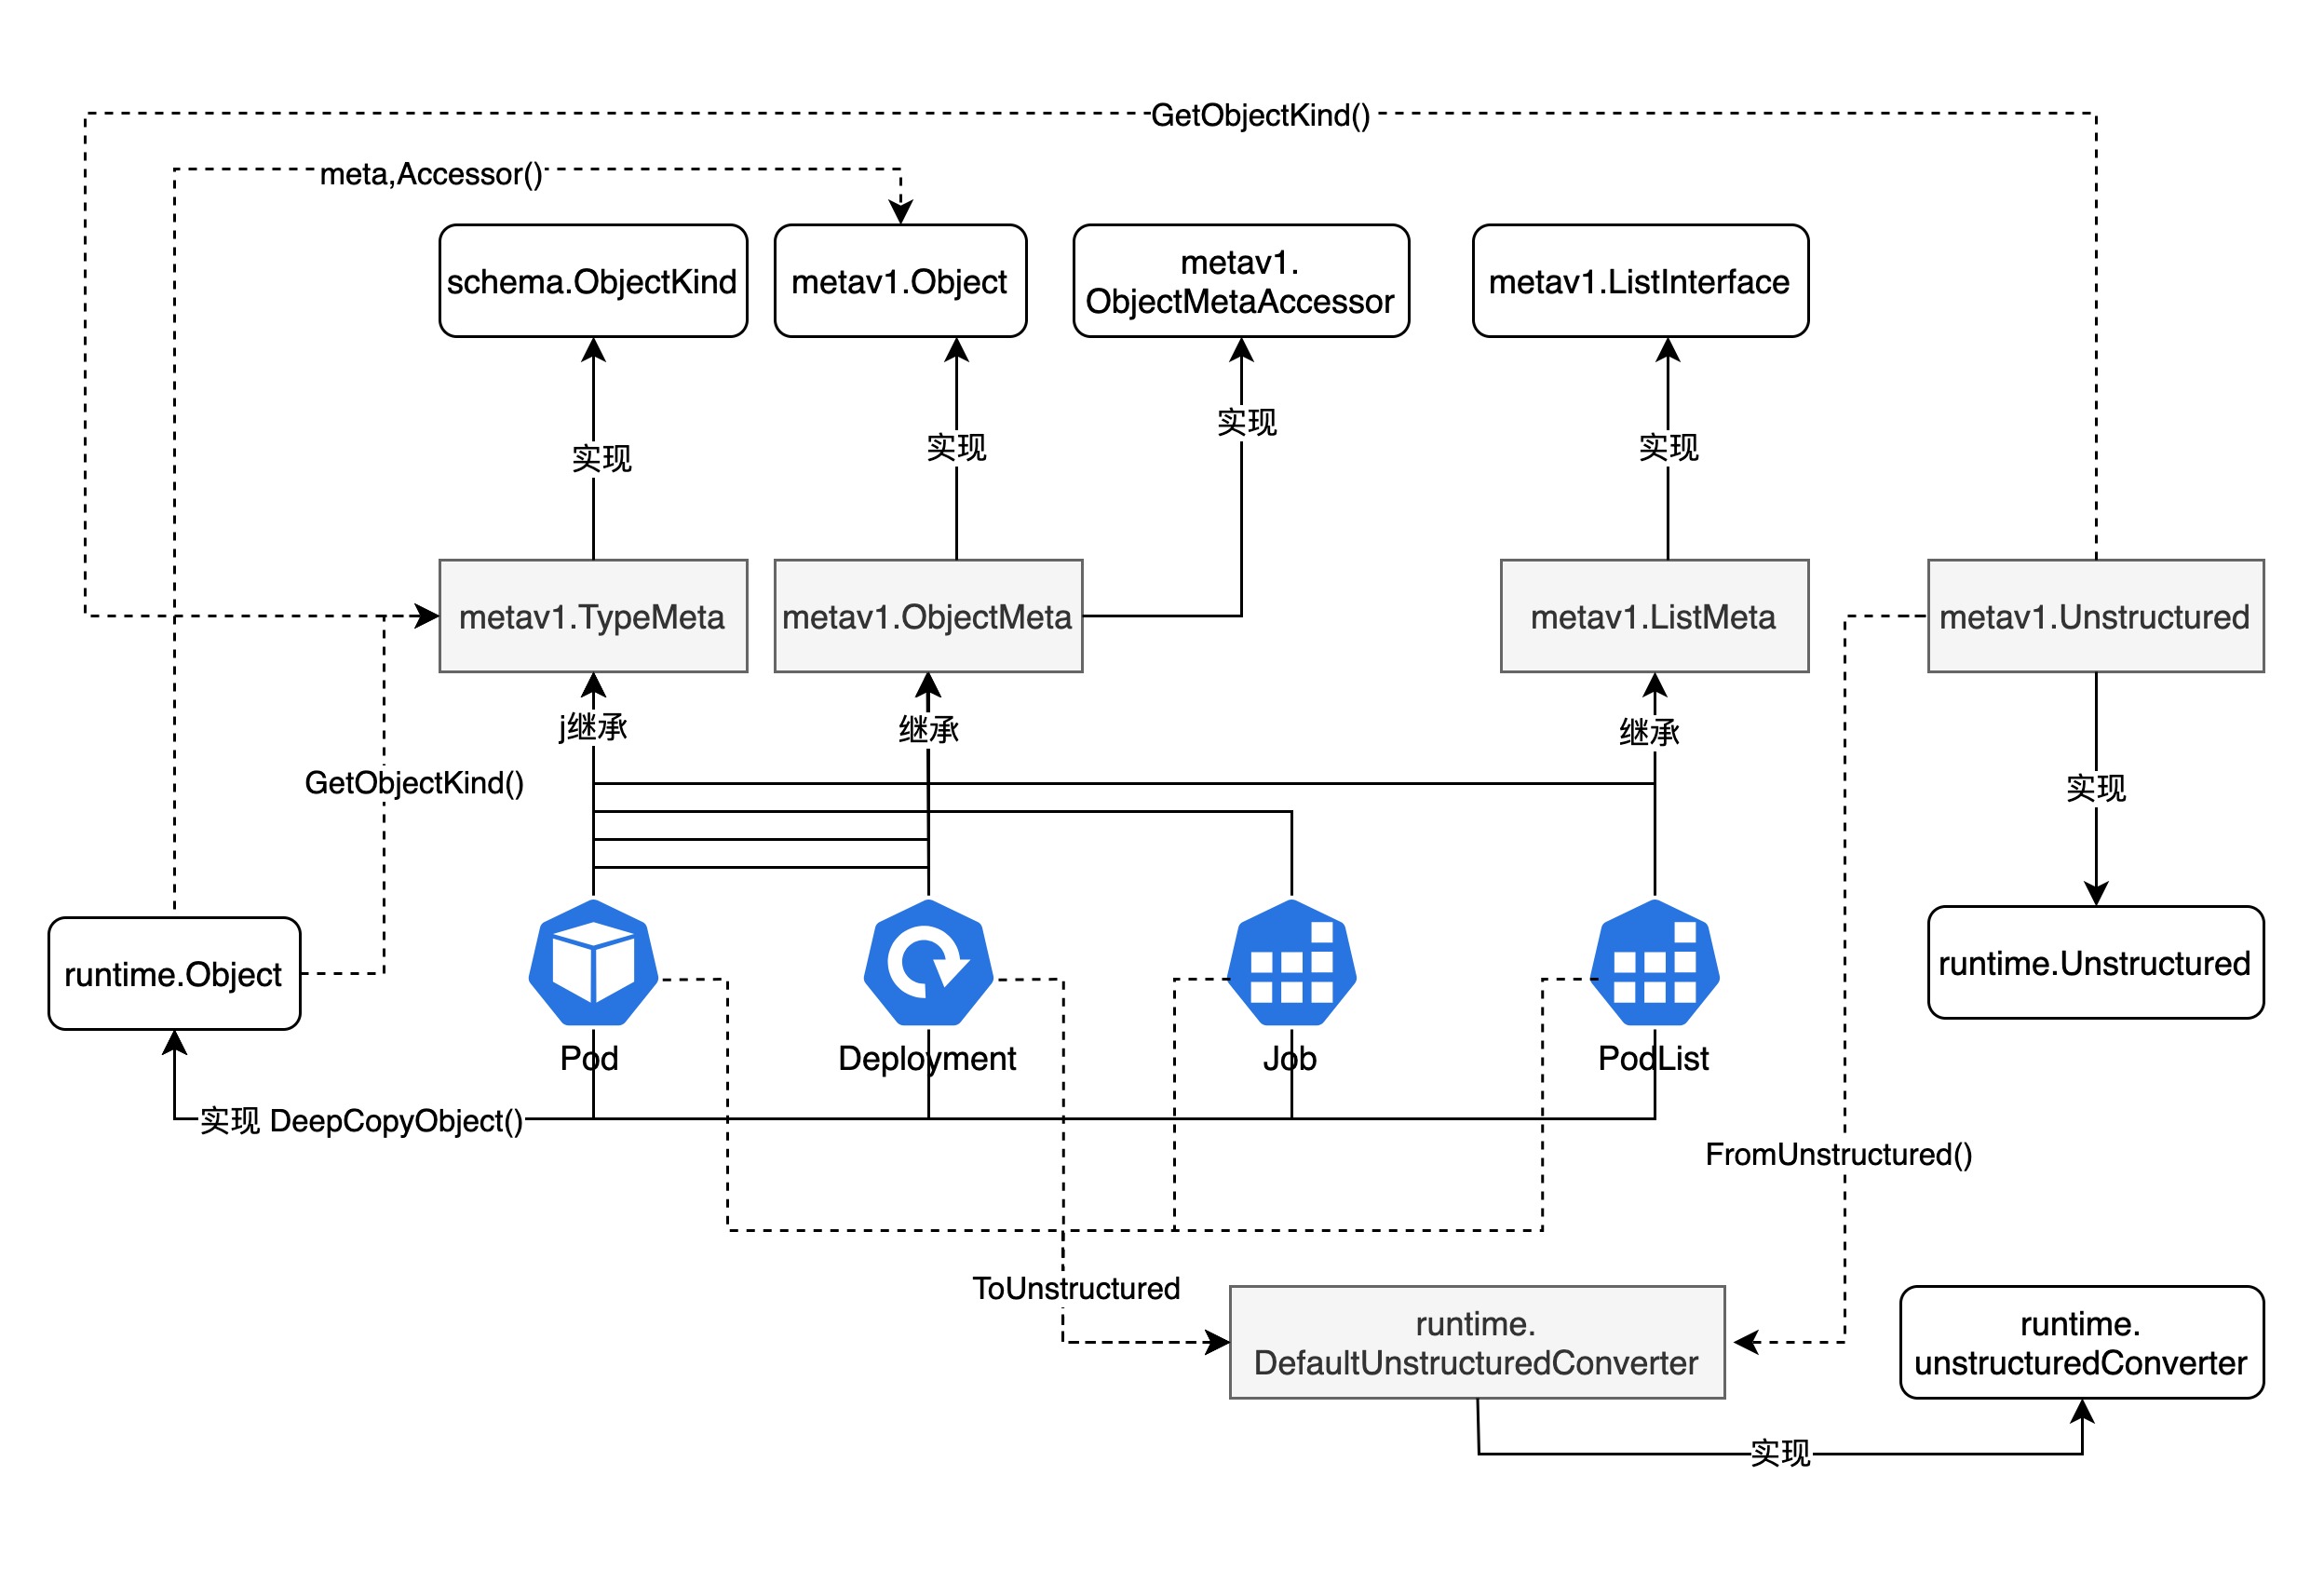 GetObjectKind()
meta,Accessor()
schema.ObjectKind
metav1.Object
metav1.
ObjectMetaAccessor
metav1.ListInterface
实现
实现
实现
实现
metav1.TypeMeta
metav1.ObjectMeta
metav1.ListMeta
metav1.Unstructured
j继承
继承
继承
GetObjectKind()
实现
runtime.Object
runtime.Unstructured
Pod
Deployment
Job
PodList
实现 DeepCopyObject()
FromUnstructured()
ToUnstructured
runtime.
DefaultUnstructuredConverter
runtime.
unstructuredConverter
实现